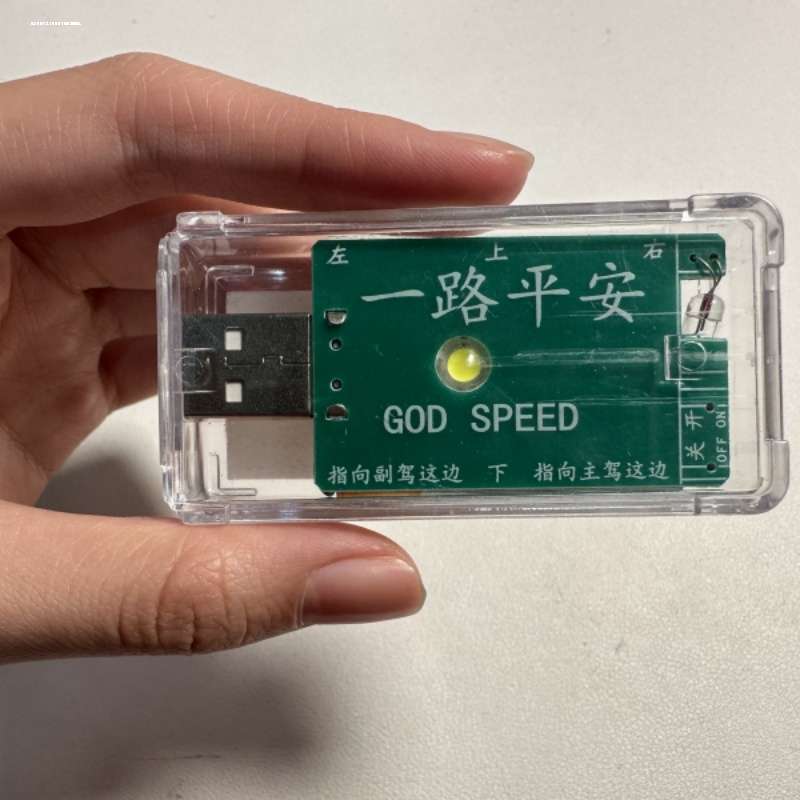 左 上 右
一路平安
GOD SPEED
指向副驾这边 下 指向主驾这边
关 开
OFF ON